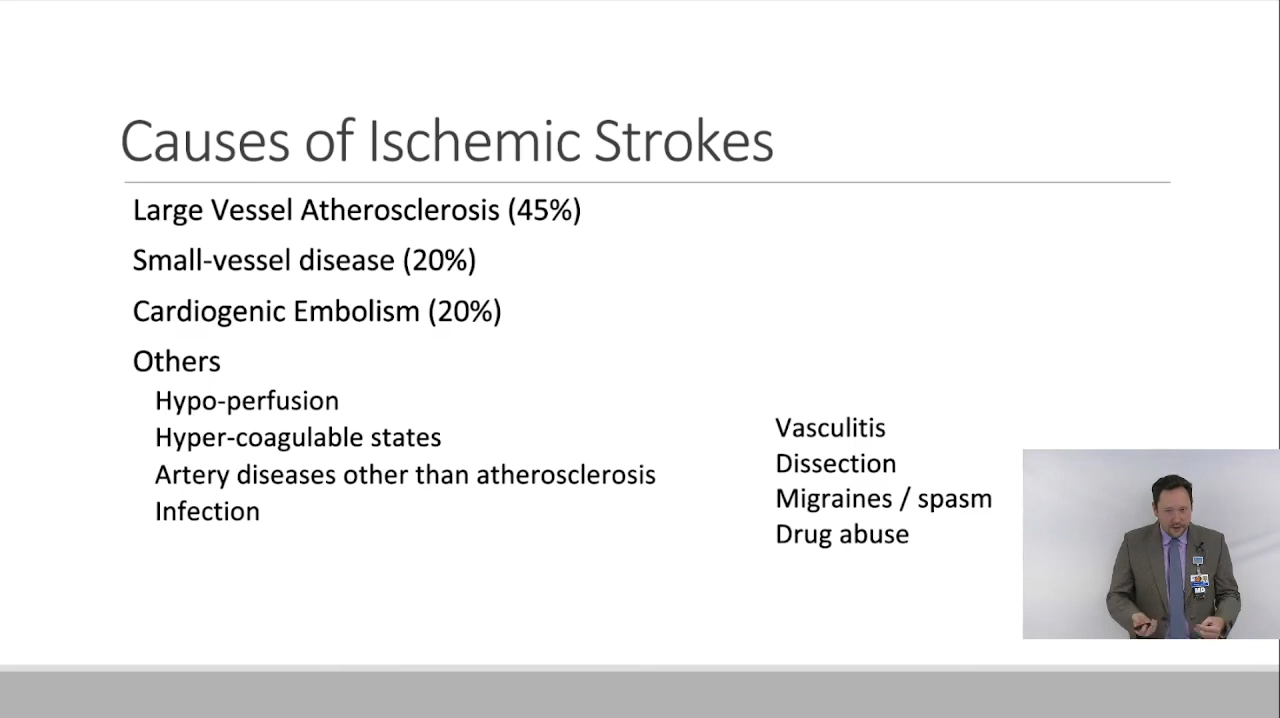 Causes of Ischemic Strokes
Large Vessel Atherosclerosis (45%)
Small-vessel disease (20%)
Cardiogenic Embolism (20%)
Others
Hypo-perfusion
Hyper-coagulable states
Artery diseases other than atherosclerosis
Infection
Vasculitis
Dissection
Migraines / spasm
Drug abuse
MD